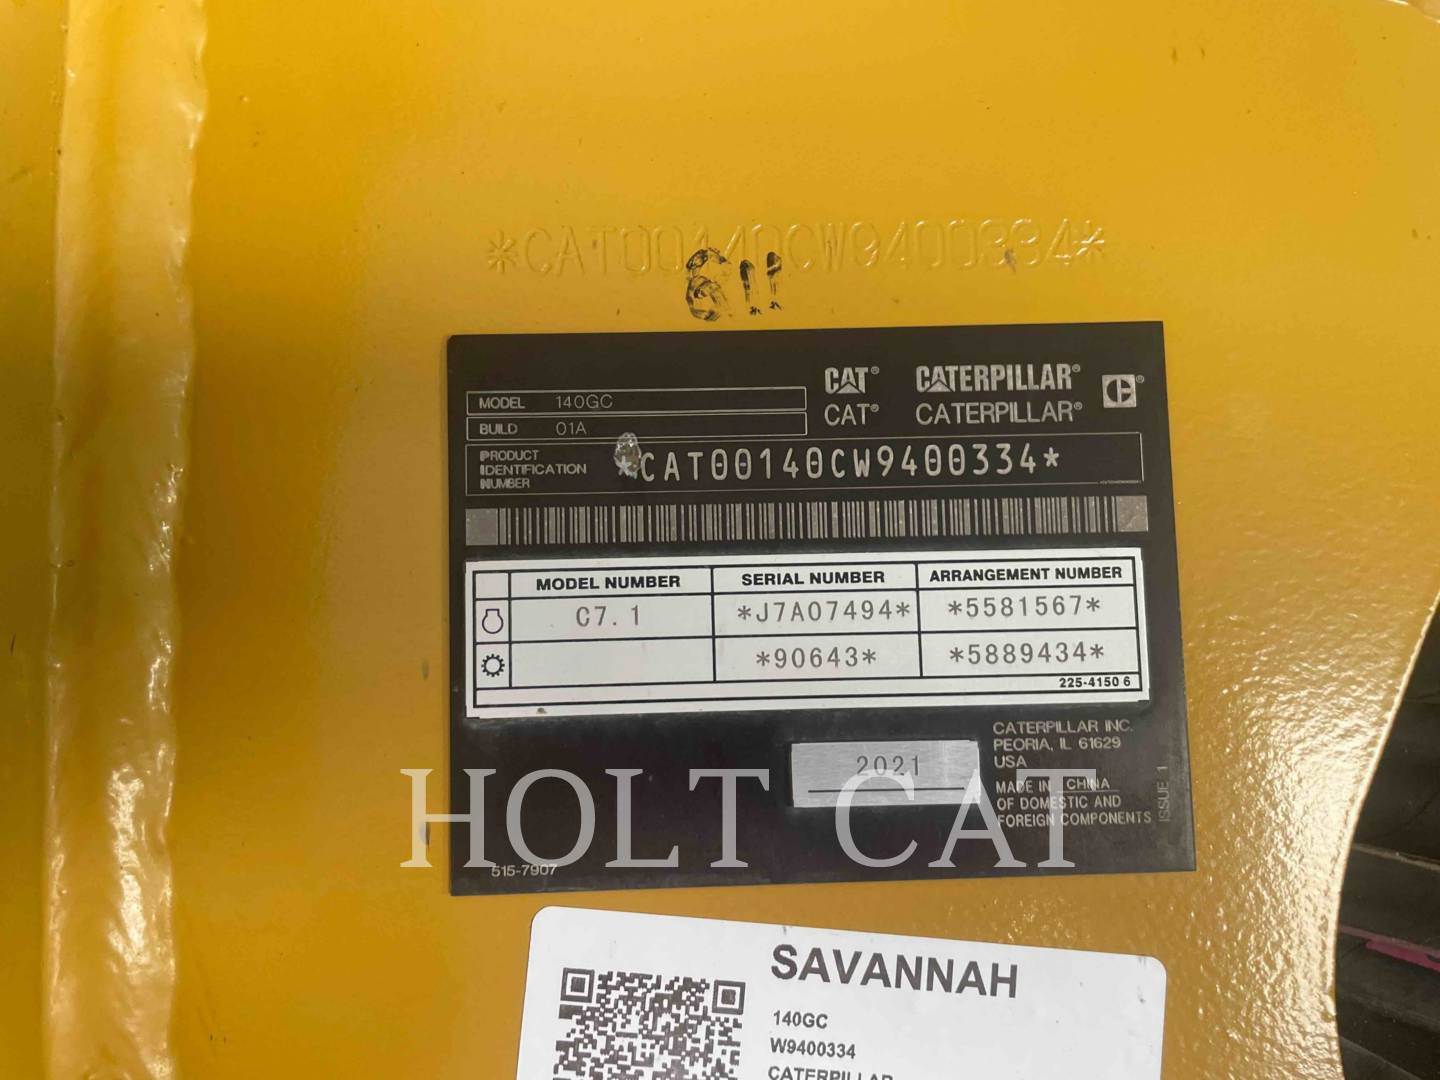 *CAT00140CW9400334*
611
CAT® CATERPILLAR®
CAT® CATERPILLAR®
MODEL 140GC
BUILD 01A
PRODUCT
IDENTIFICATION
NUMBER
*CAT00140CW9400334*
MODEL NUMBER SERIAL NUMBER ARRANGEMENT NUMBER
C7.1 *J7A07494* *5581567*
*90643* *5889434*
225-4150 6
CATERPILLAR INC.
PEORIA, IL 61629
USA
2021
MADE IN CHINA
OF DOMESTIC AND
FOREIGN COMPONENTS
ISSUE 1
515-7907
HOLT CAT
SAVANNAH
140GC
W9400334
CATERPILLAR